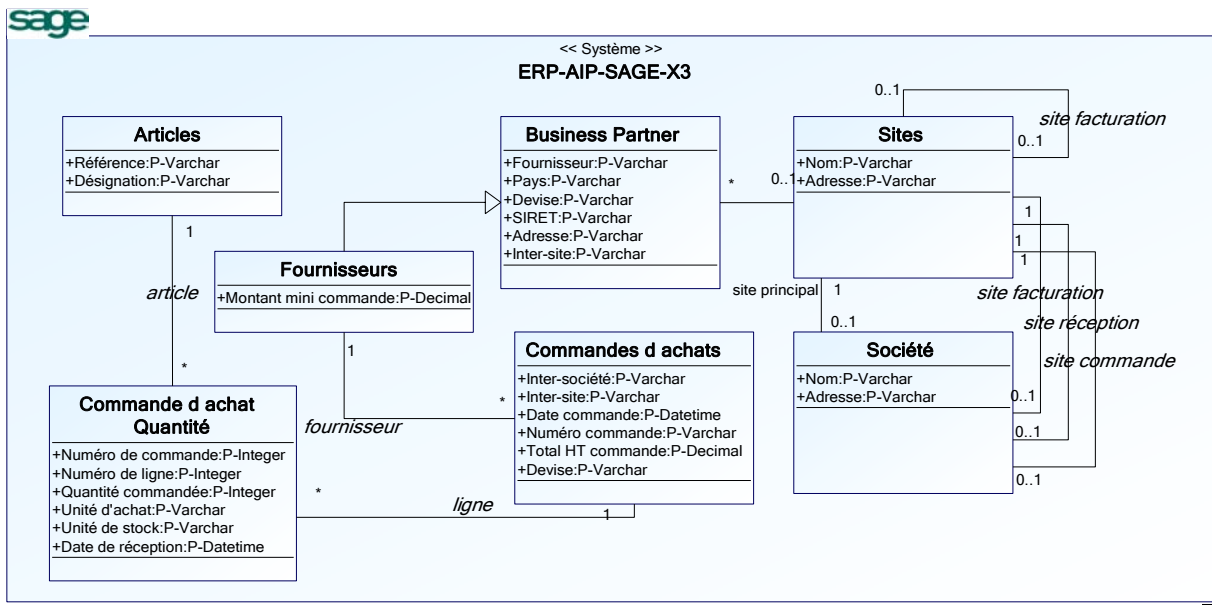 sage
<< Système >>
ERP-AIP-SAGE-X3
Articles
+Référence:P-Varchar
+Désignation:P-Varchar
1
article
*
Business Partner
+Fournisseur:P-Varchar
+Pays:P-Varchar
+Devise:P-Varchar
+SIRET:P-Varchar
+Adresse:P-Varchar
+Inter-site:P-Varchar
*
0..1
Sites
+Nom:P-Varchar
+Adresse:P-Varchar
0..1
site facturation
0..1
1
1
1
Fournisseurs
+Montant mini commande:P-Decimal
1
fournisseur
*
site principal
1
0..1
site facturation
site réception
site commande
Commandes d achats
+Inter-société:P-Varchar
+Inter-site:P-Varchar
+Date commande:P-Datetime
+Numéro commande:P-Varchar
+Total HT commande:P-Decimal
+Devise:P-Varchar
Société
+Nom:P-Varchar
+Adresse:P-Varchar
0..1
0..1
0..1
Commande d achat
Quantité
+Numéro de commande:P-Integer
+Numéro de ligne:P-Integer
+Quantité commandée:P-Integer
+Unité d'achat:P-Varchar
+Unité de stock:P-Varchar
+Date de réception:P-Datetime
*
ligne
1